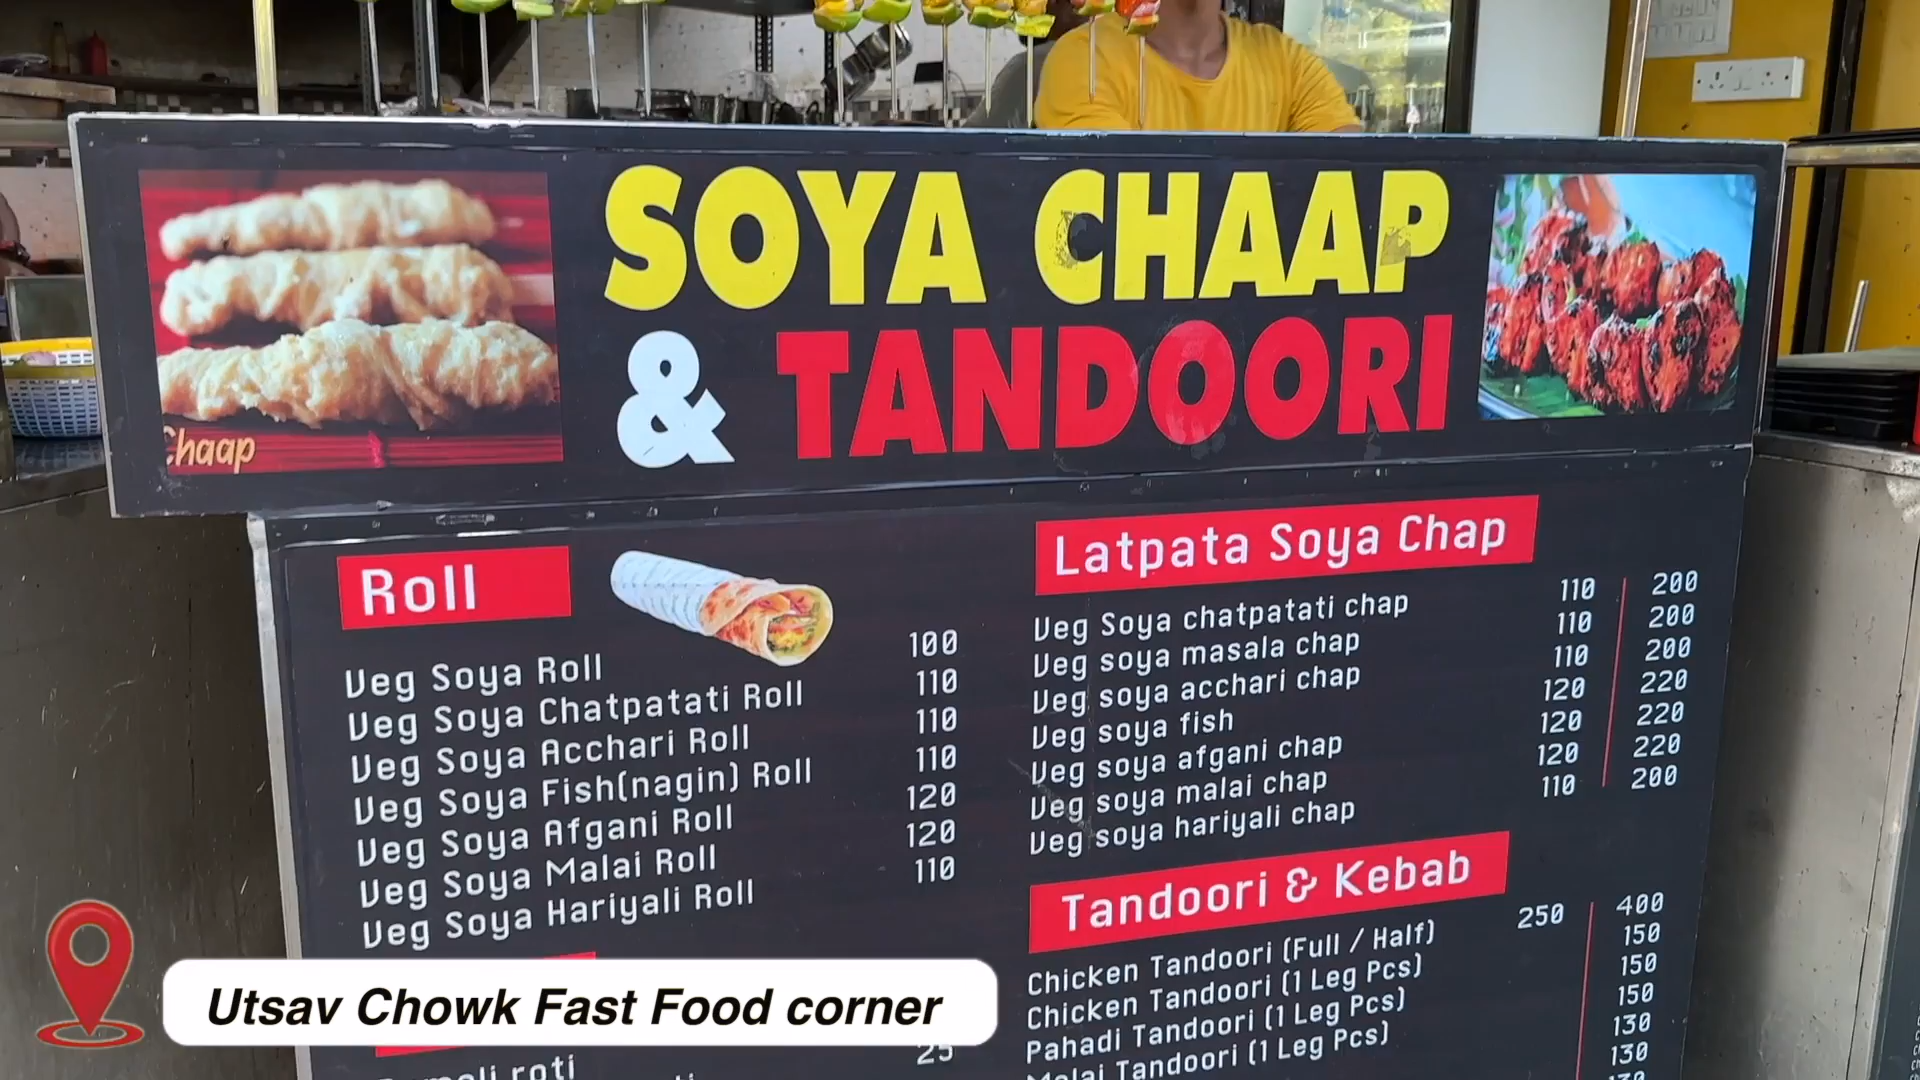 SOYA CHAAP
& TANDOORI
Chaap
Roll
Veg Soya Roll 100
Veg Soya Chatpatati Roll 110
Veg Soya Acchari Roll 110
Veg Soya Fish(nagin) Roll 110
Veg Soya Afgani Roll 120
Veg Soya Malai Roll 120
Veg Soya Hariyali Roll 110
25
roti
Latpata Soya Chap
Veg Soya chatpatati chap 110 200
Veg soya masala chap 110 200
Veg soya acchari chap 110 200
Veg soya fish 120 220
Veg soya afgani chap 120 220
Veg soya malai chap 120 220
Veg soya hariyali chap 110 200
Tandoori & Kebab
Chicken Tandoori (Full / Half) 250 400
Chicken Tandoori (1 Leg Pcs) 150
Pahadi Tandoori (1 Leg Pcs) 150
Malai Tandoori (1 Leg Pcs) 150
130
130
Utsav Chowk Fast Food corner